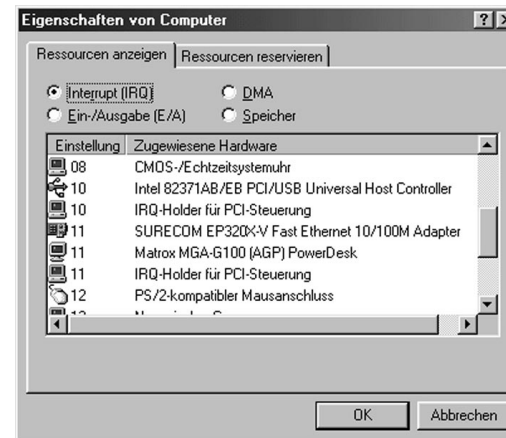 Eigenschaften von Computer
Ressourcen anzeigen Ressourcen reservieren
Interrupt (IRQ) DMA
Ein-/Ausgabe (E/A) Speicher
Einstellung Zugewiesene Hardware
08 CMOS-/Echtzeitsystemuhr
10 Intel 82371AB/EB PCI/USB Universal Host Controller
10 IRQ-Holder für PCI-Steuerung
11 SURECOM EP320X-V Fast Ethernet 10/100M Adapter
11 Matrox MGA-G100 (AGP) PowerDesk
11 IRQ-Holder für PCI-Steuerung
12 PS/2-kompatibler Mausanschluss
OK Abbrechen